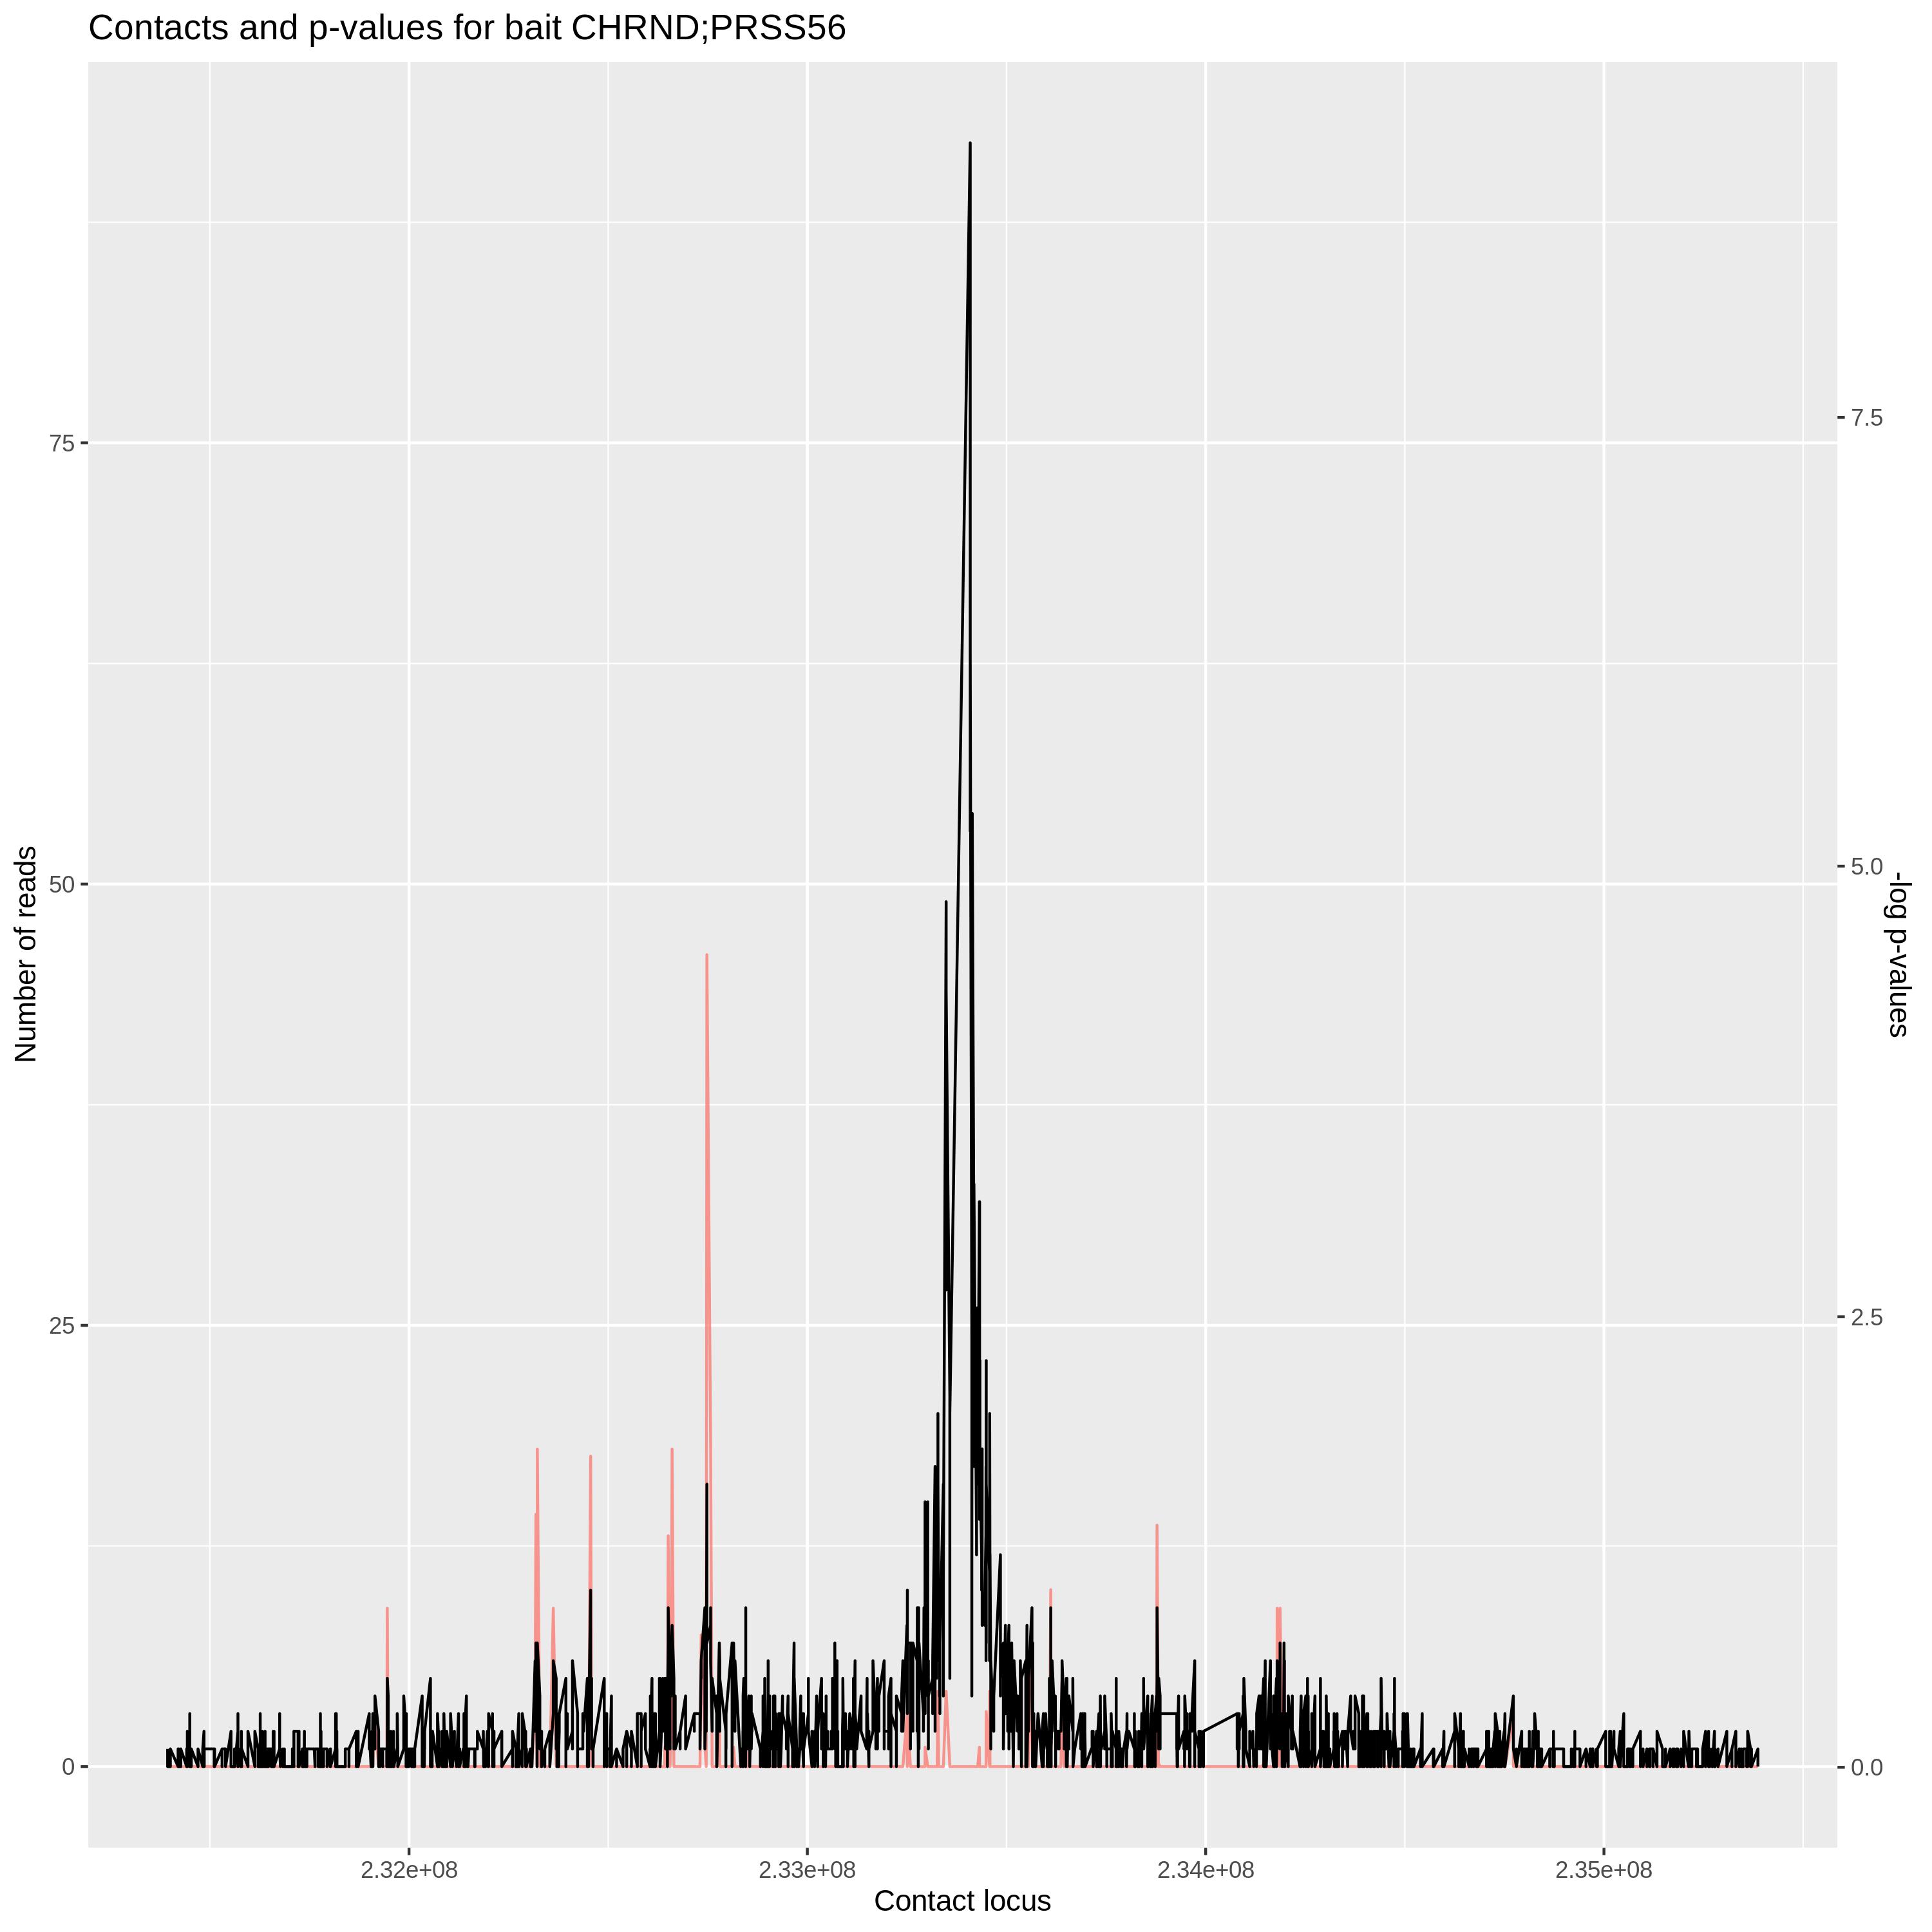 Contacts and p-values for bait CHRND;PRSS56
Number of reads
75
50
25
0
7.5
5.0
2.5
0.0
-log p-values
2.32e+08
2.33e+08
2.34e+08
2.35e+08
Contact locus